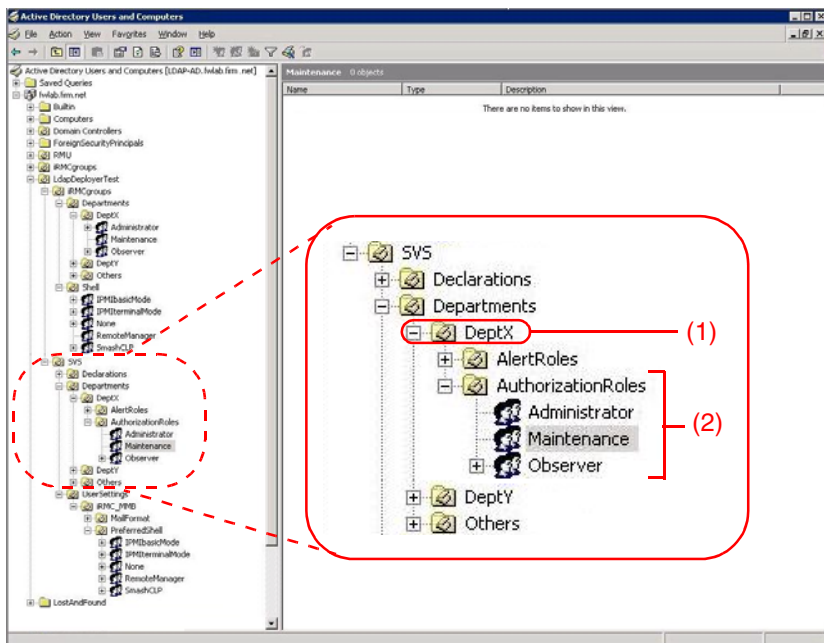 Active Directory Users and Computers
File Action View Favorites Window Help
Active Directory Users and Computers [LDAP-AD.fwlab.firm .net]
Saved Queries
fwlab.firm.net
Builtin
Computers
Domain Controllers
ForeignSecurityPrincipals
RMU
iRMCgroups
LdapDeployerTest
iRMCgroups
Departments
DeptX
Administrator
Maintenance
Observer
DeptY
Others
Shell
IPMIbasicMode
IPMIterminalMode
None
RemoteManager
SmashCLP
SVS
Declarations
Departments
DeptX
AlertRoles
AuthorizationRoles
Administrator
Maintenance
Observer
DeptY
Others
UserSettings
iRMC_MMB
MailFormat
PreferredShell
IPMIbasicMode
IPMIterminalMode
None
RemoteManager
SmashCLP
LostAndFound
Maintenance 0 objects
Name Type Description
There are no items to show in this view.
SVS
Declarations
Departments
DeptX (1)
AlertRoles
AuthorizationRoles
Administrator
Maintenance (2)
Observer
DeptY
Others